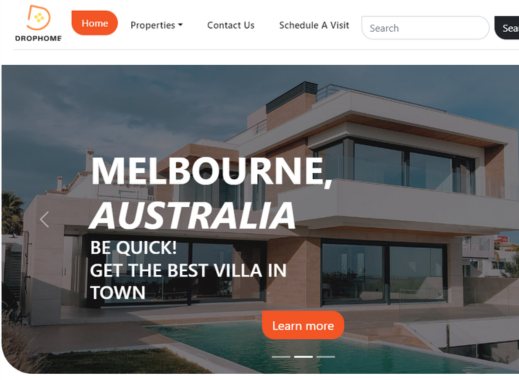 DROPHOME
Home
Properties
Contact Us
Schedule A Visit
Search
MELBOURNE,
AUSTRALIA
BE QUICK!
GET THE BEST VILLA IN
TOWN
Learn more